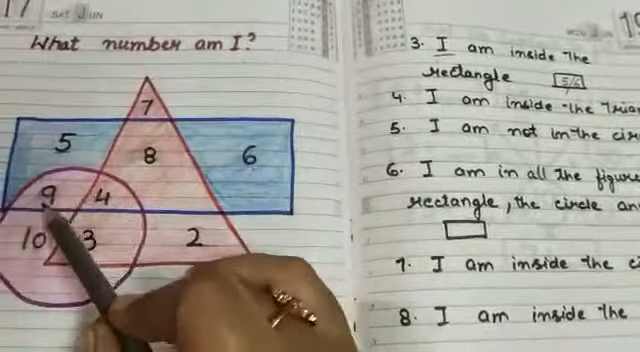 17 SAT JUN
What number am I?
7
5 8 6
9 4
10 3 2
3. I am inside the
rectangle 5/6
4. I am inside the
5. I am not in the
6. I am in all the
rectangle, the circle
7. I am inside the
8. I am inside the